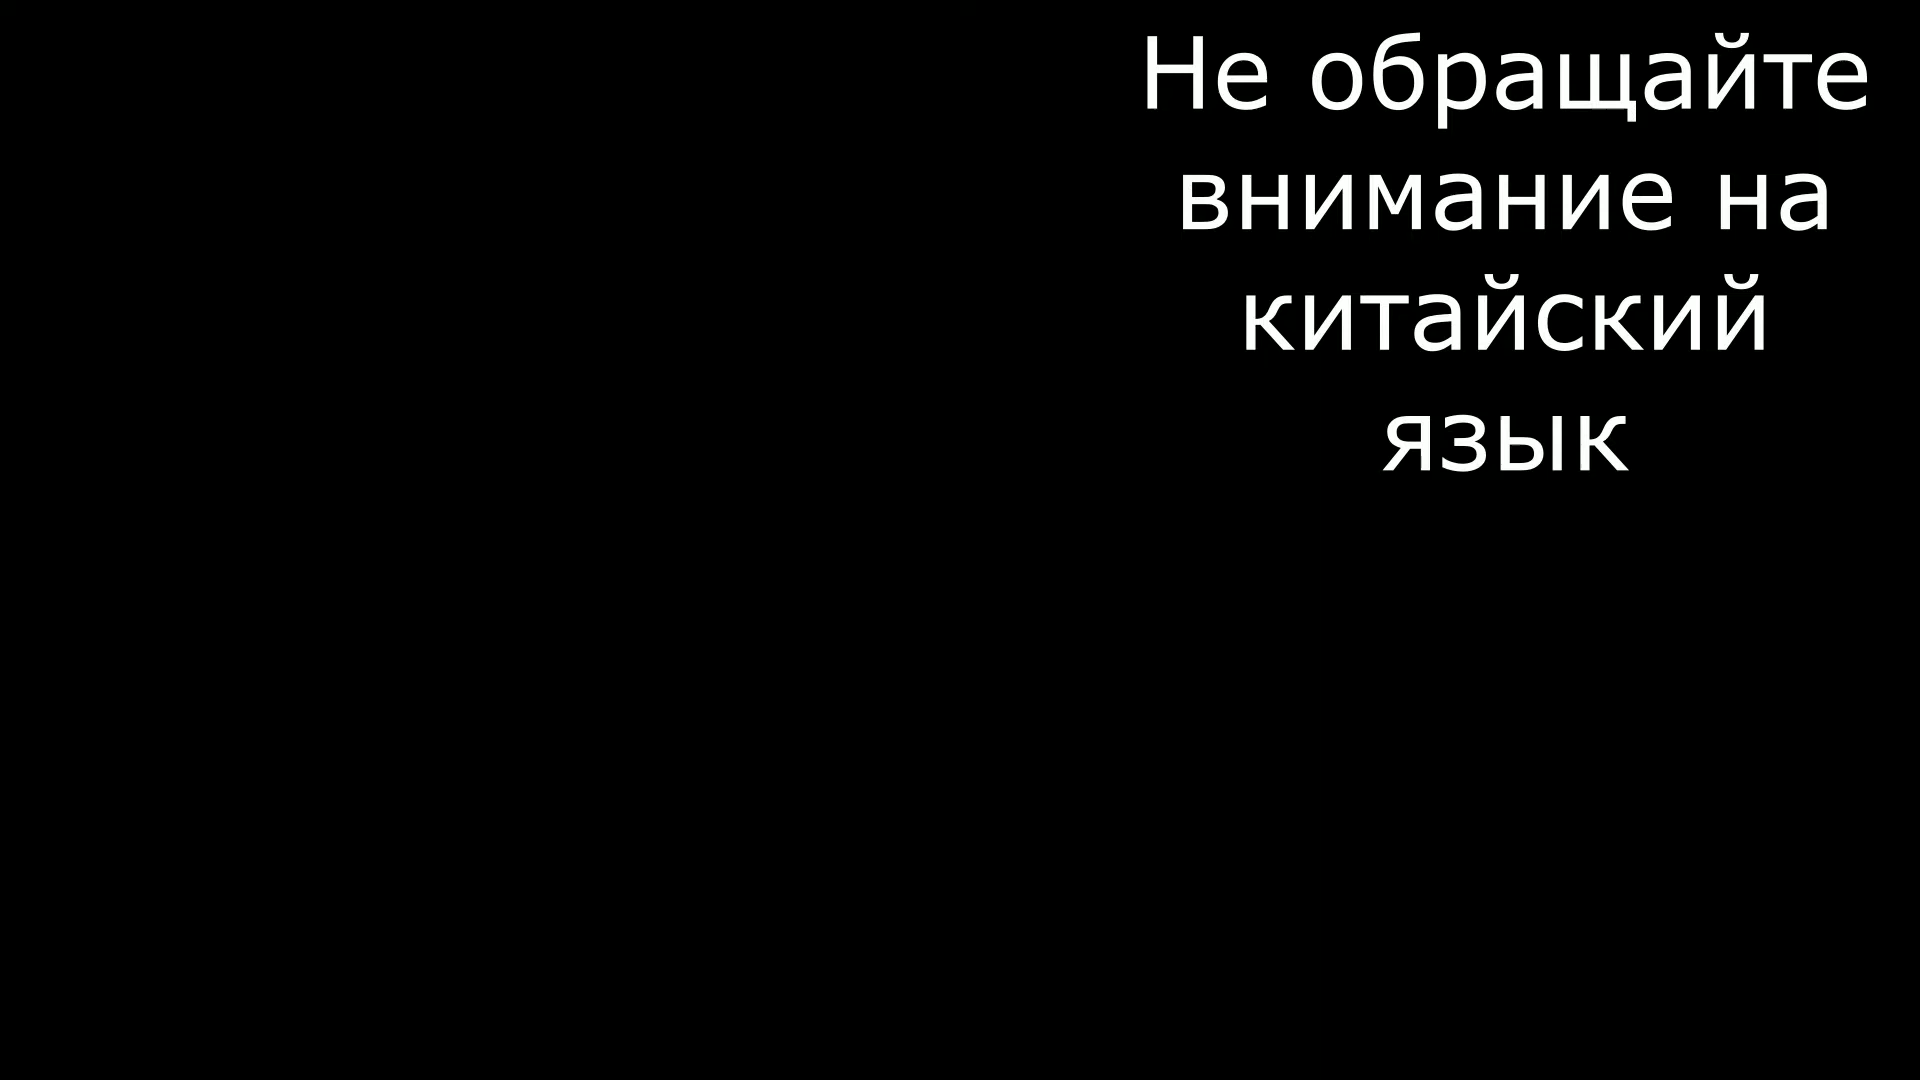 Не обращайте
внимание на
китайский
язык